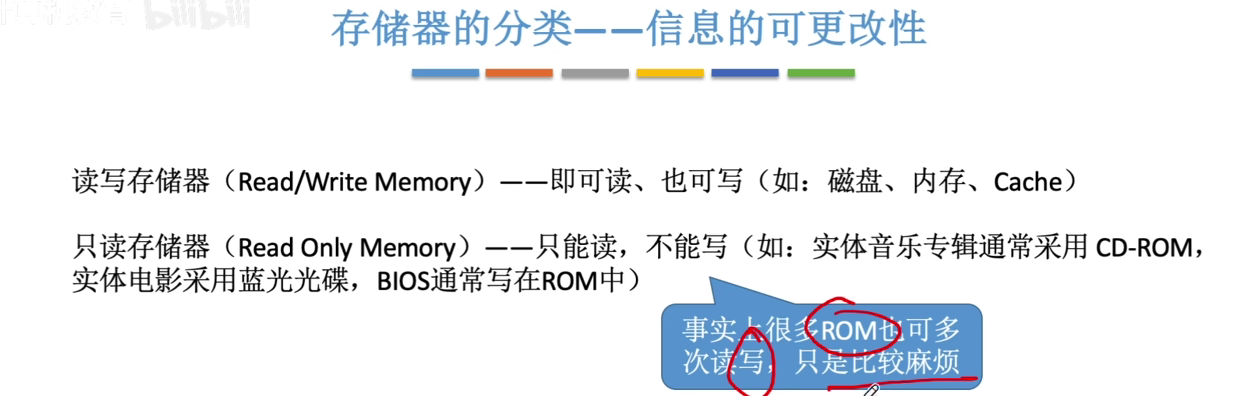 bilibili
存储器的分类——信息的可更改性
读写存储器（Read/Write Memory）——即可读、也可写（如：磁盘、内存、Cache）
只读存储器（Read Only Memory）——只能读，不能写（如：实体音乐专辑通常采用 CD-ROM，
实体电影采用蓝光光碟，BIOS通常写在ROM中）
事实上很多ROM也可多
次读写，只是比较麻烦